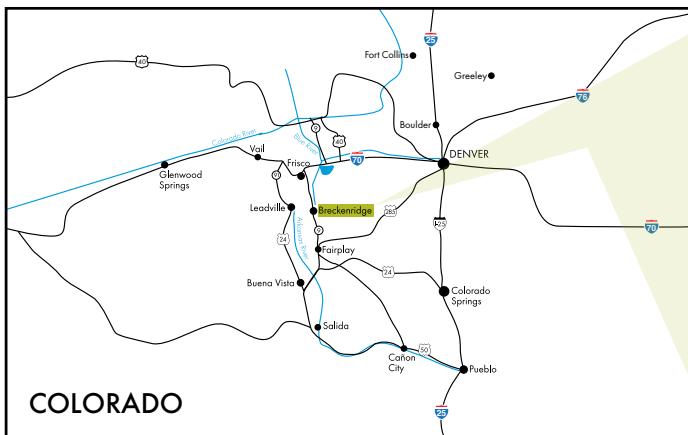 25
Fort Collins
40
Greeley
76
Boulder
Colorado River
9
Blue River
40
Vail
70
DENVER
Frisco
Glenwood
Springs
91
Leadville
Breckenridge
285
25
70
9
24
Arkansas River
Fairplay
24
Buena Vista
Colorado
Springs
Salida
50
Cañon
City
Pueblo
COLORADO
25